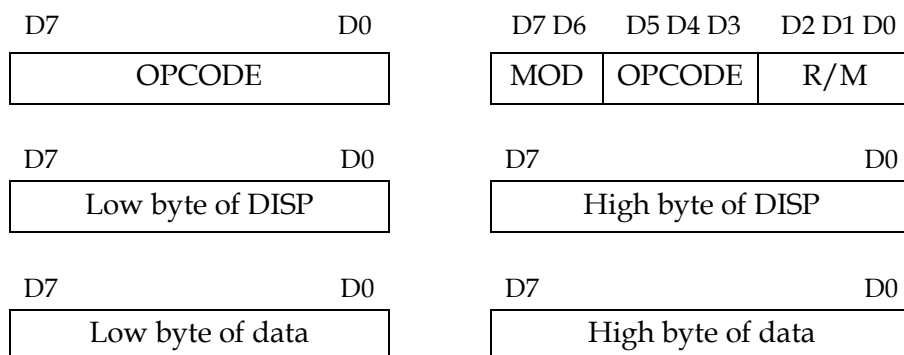 D7 D0 D7 D6 D5 D4 D3 D2 D1 D0
OPCODE MOD OPCODE R/M
D7 D0 D7 D0
Low byte of DISP High byte of DISP
D7 D0 D7 D0
Low byte of data High byte of data